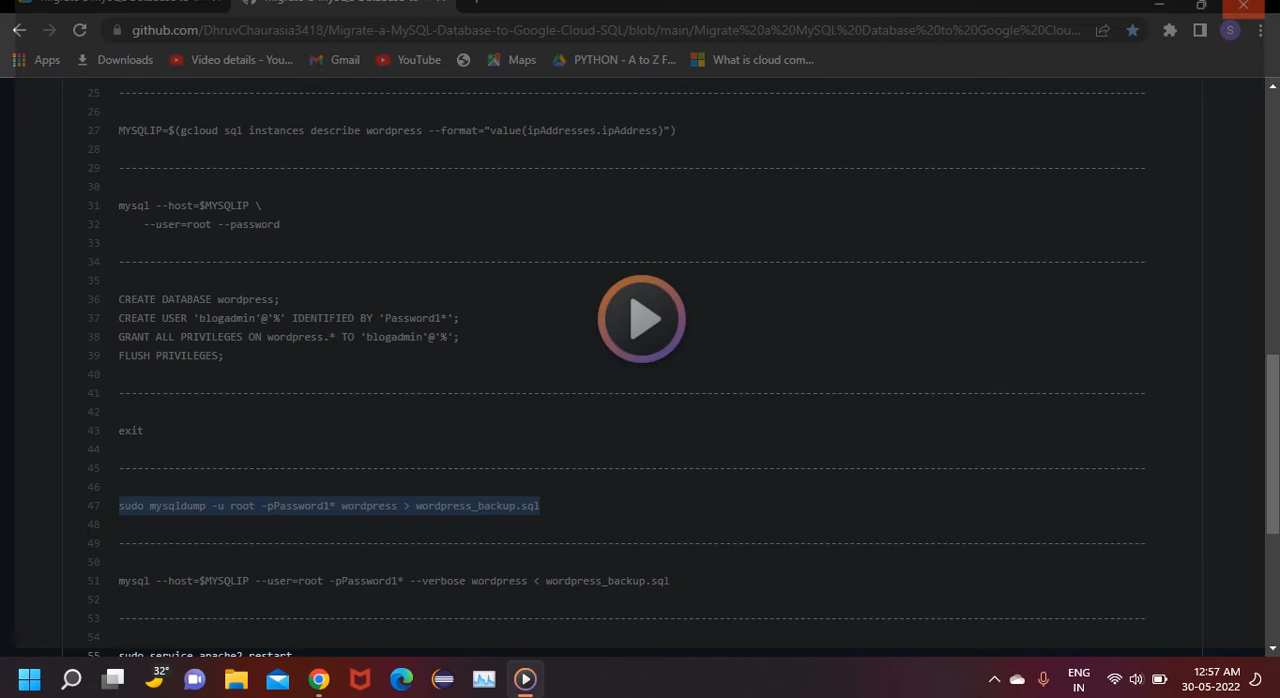 github.com/DhruvChaurasia3418/Migrate-a-MySQL-Database-to-Google-Cloud-SQL/blob/main/Migrate%20a%20MySQL%20Database%20to%20Google%20Clou...
S
Apps
Downloads
Video details - You...
Gmail
YouTube
Maps
PYTHON - A to Z F...
What is cloud com...
25 --------------------------------------------------------------------------------
26
27 MYSQLIP=$(gcloud sql instances describe wordpress --format="value(ipAddresses.ipAddress)")
28
29 --------------------------------------------------------------------------------
30
31 mysql --host=$MYSQLIP \
32 --user=root --password
33
34 --------------------------------------------------------------------------------
35
36 CREATE DATABASE wordpress;
37 CREATE USER 'blogadmin'@'%' IDENTIFIED BY 'Password1*';
38 GRANT ALL PRIVILEGES ON wordpress.* TO 'blogadmin'@'%';
39 FLUSH PRIVILEGES;
40
41 --------------------------------------------------------------------------------
42
43 exit
44
45 --------------------------------------------------------------------------------
46
47 sudo mysqldump -u root -pPassword1* wordpress > wordpress_backup.sql
48
49 --------------------------------------------------------------------------------
50
51 mysql --host=$MYSQLIP --user=root -pPassword1* --verbose wordpress < wordpress_backup.sql
52
53 --------------------------------------------------------------------------------
54
55 sudo service apache2 restart
32°
ENG
IN
12:57 AM
30-05-2022